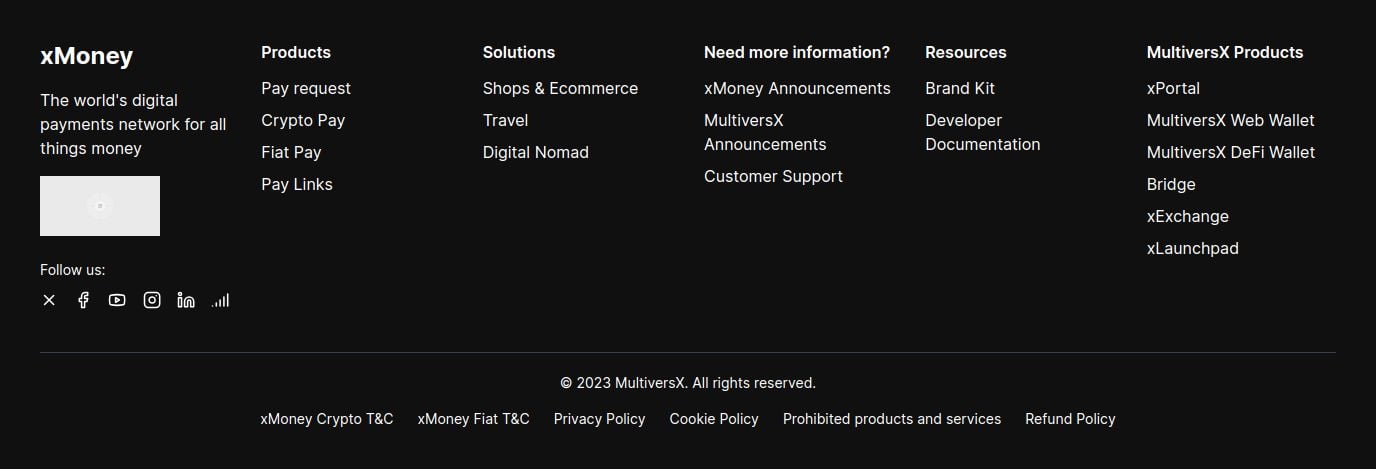 xMoney
The world's digital
payments network for all
things money
Follow us:
Products
Pay request
Crypto Pay
Fiat Pay
Pay Links
Solutions
Shops & Ecommerce
Travel
Digital Nomad
Need more information?
xMoney Announcements
MultiversX
Announcements
Customer Support
Resources
Brand Kit
Developer
Documentation
MultiversX Products
xPortal
MultiversX Web Wallet
MultiversX DeFi Wallet
Bridge
xExchange
xLaunchpad
© 2023 MultiversX. All rights reserved.
xMoney Crypto T&C xMoney Fiat T&C Privacy Policy Cookie Policy Prohibited products and services Refund Policy